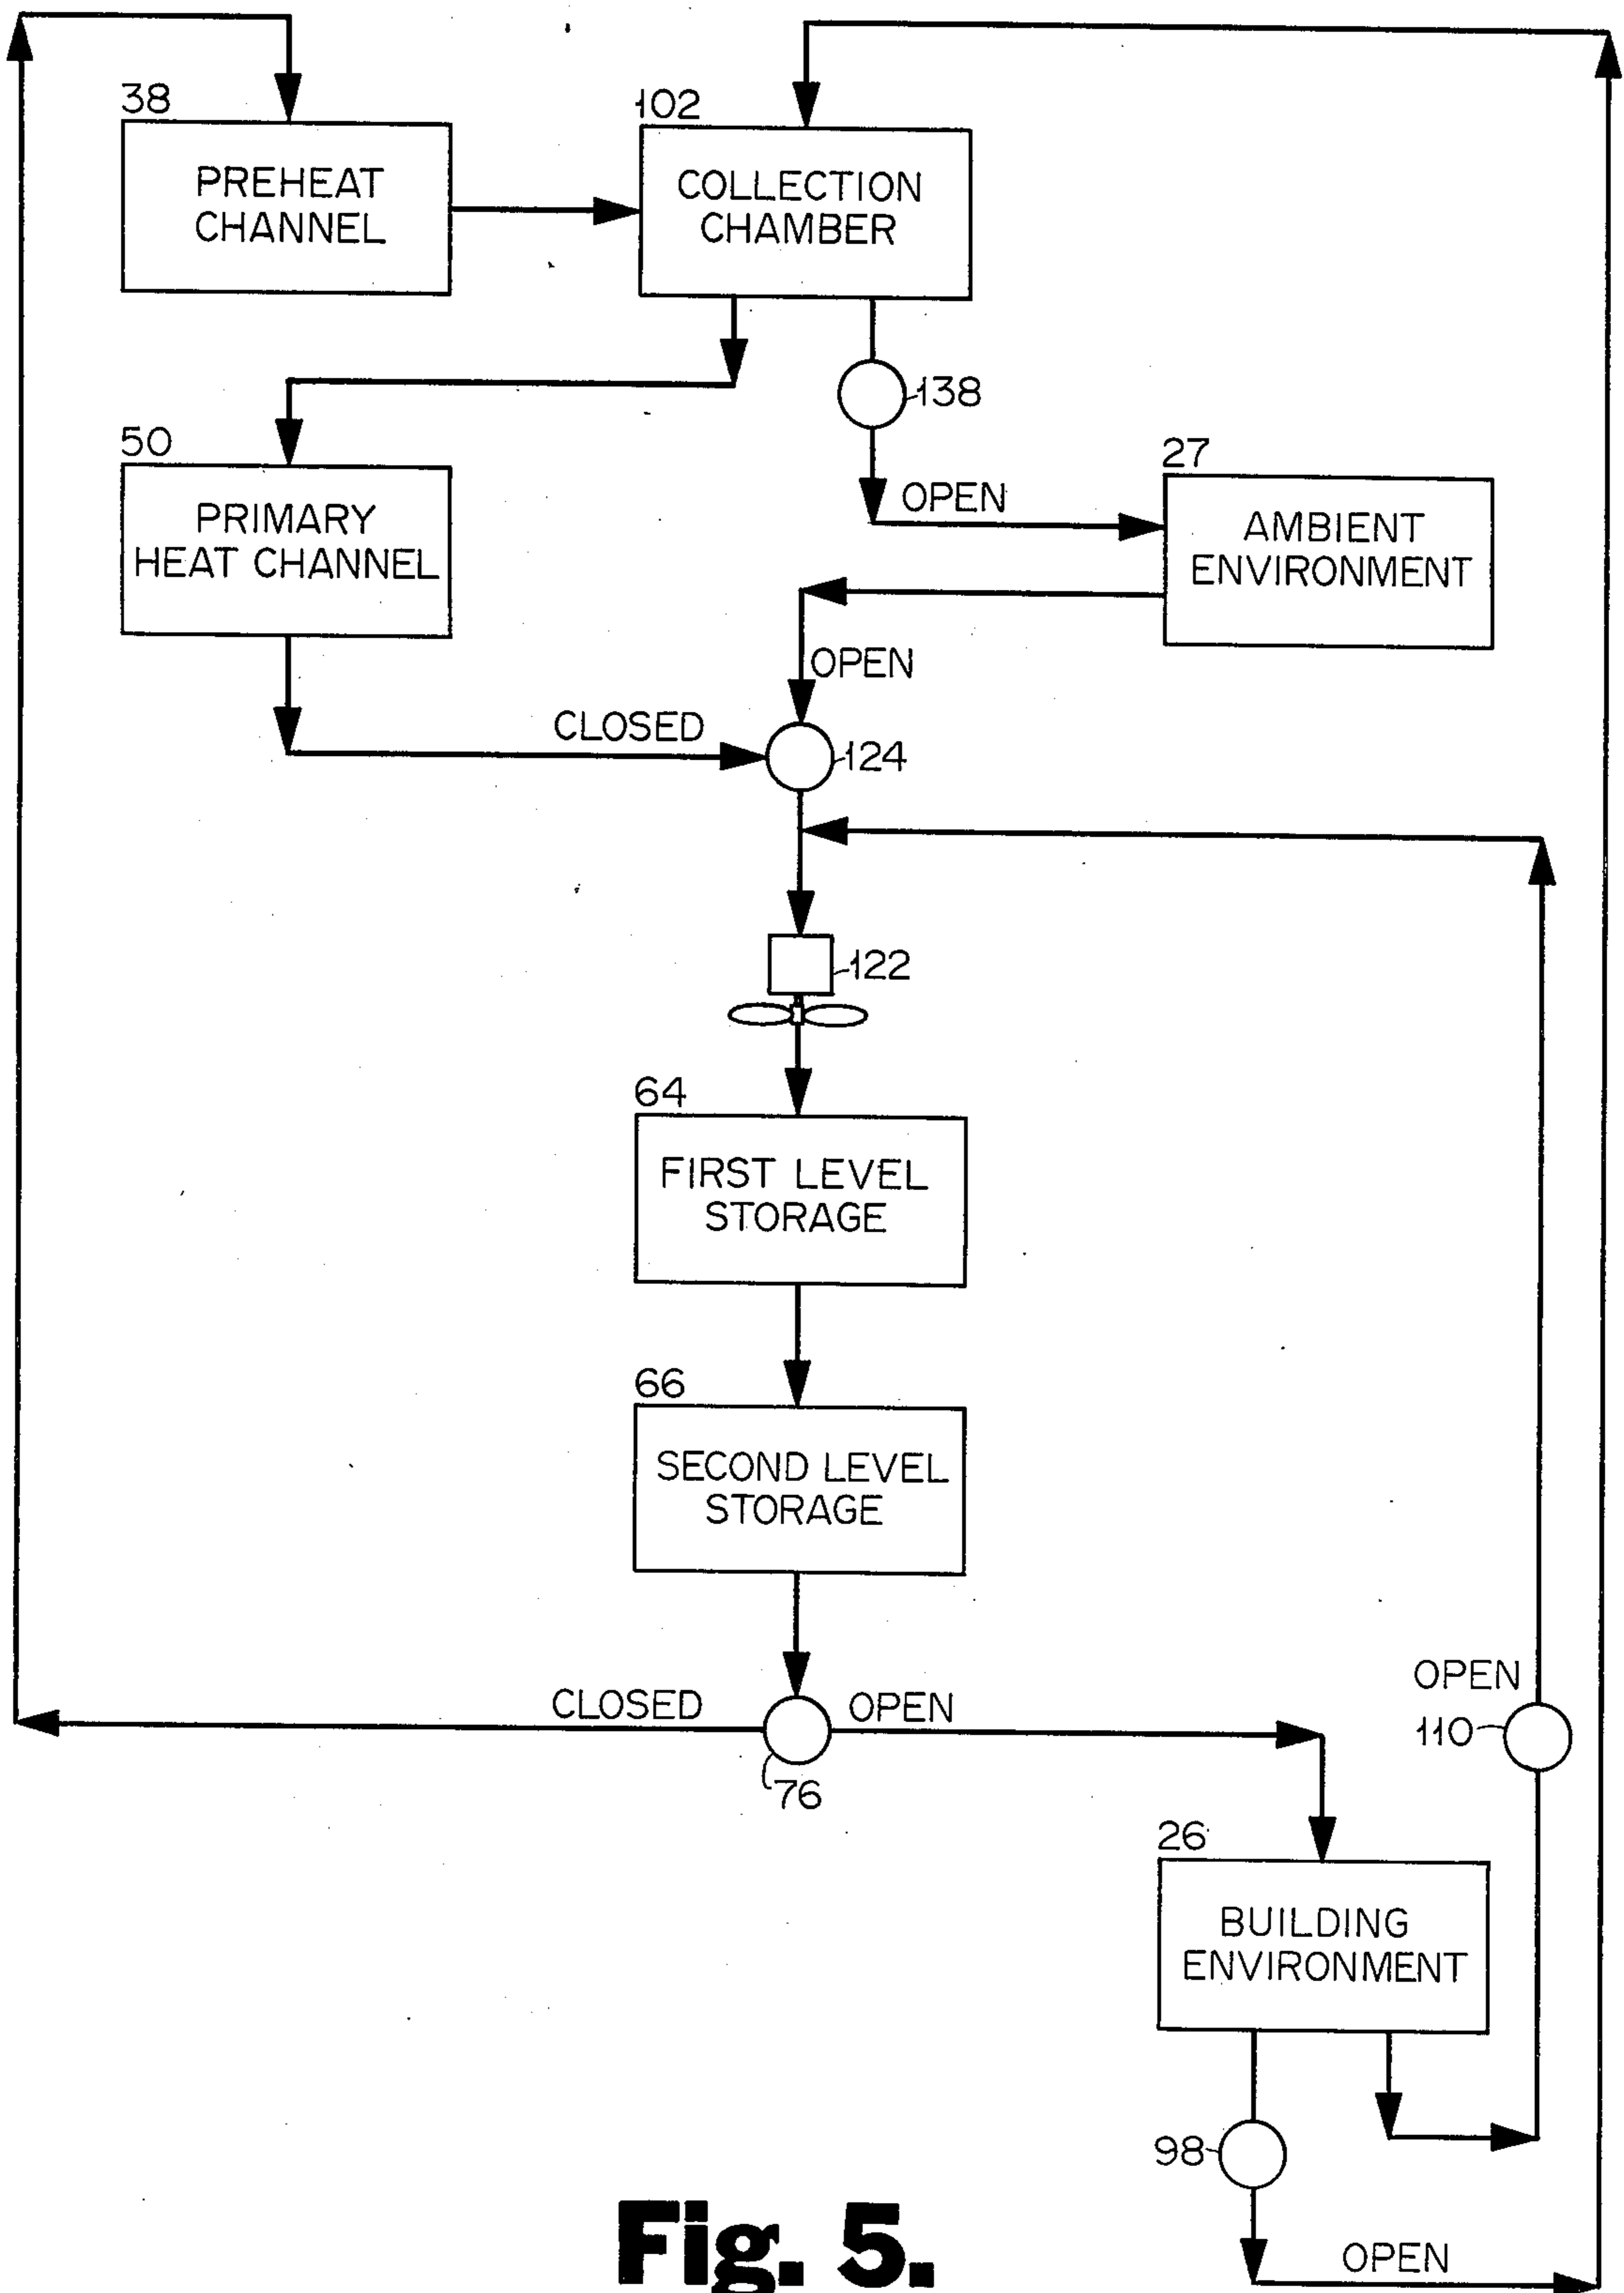 38
PREHEAT
CHANNEL
102
COLLECTION
CHAMBER
138
50
PRIMARY
HEAT CHANNEL
27
OPEN
AMBIENT
ENVIRONMENT
OPEN
CLOSED
124
122
64
FIRST LEVEL
STORAGE
66
SECOND LEVEL
STORAGE
OPEN
110
CLOSED
OPEN
76
26
BUILDING
ENVIRONMENT
98
OPEN
Fig. 5.